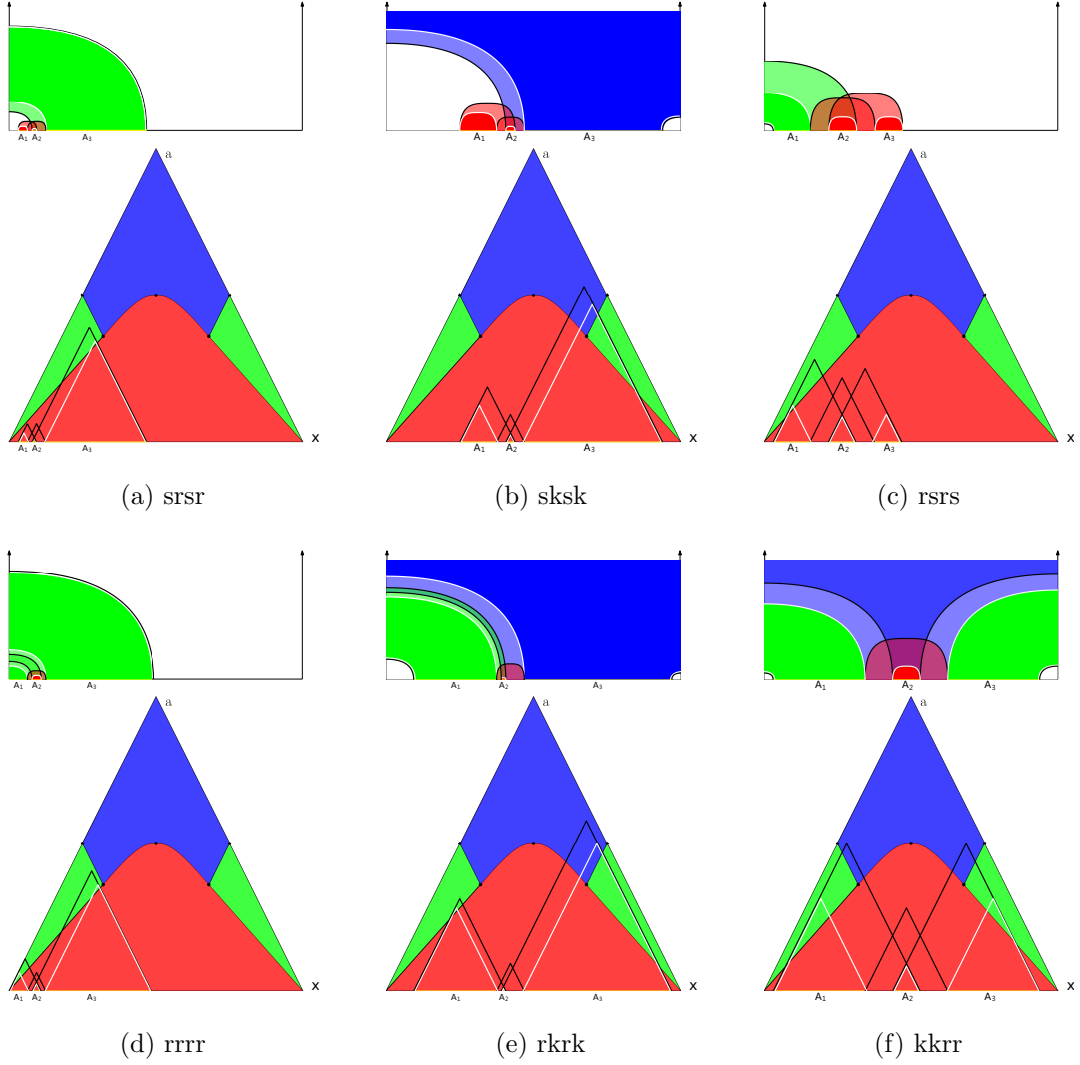 A₁ A₂ A₃
A₁ A₂ A₃
A₁ A₂ A₃
a
a
a
A₁ A₂ A₃ x
A₁ A₂ A₃ x
A₁ A₂ A₃ x
(a) srsr
(b) sksk
(c) rsrs
A₁ A₂ A₃
A₁ A₂ A₃
A₁ A₂ A₃
a
a
a
A₁ A₂ A₃ x
A₁ A₂ A₃ x
A₁ A₂ A₃ x
(d) rrrr
(e) rkrk
(f) kkrr